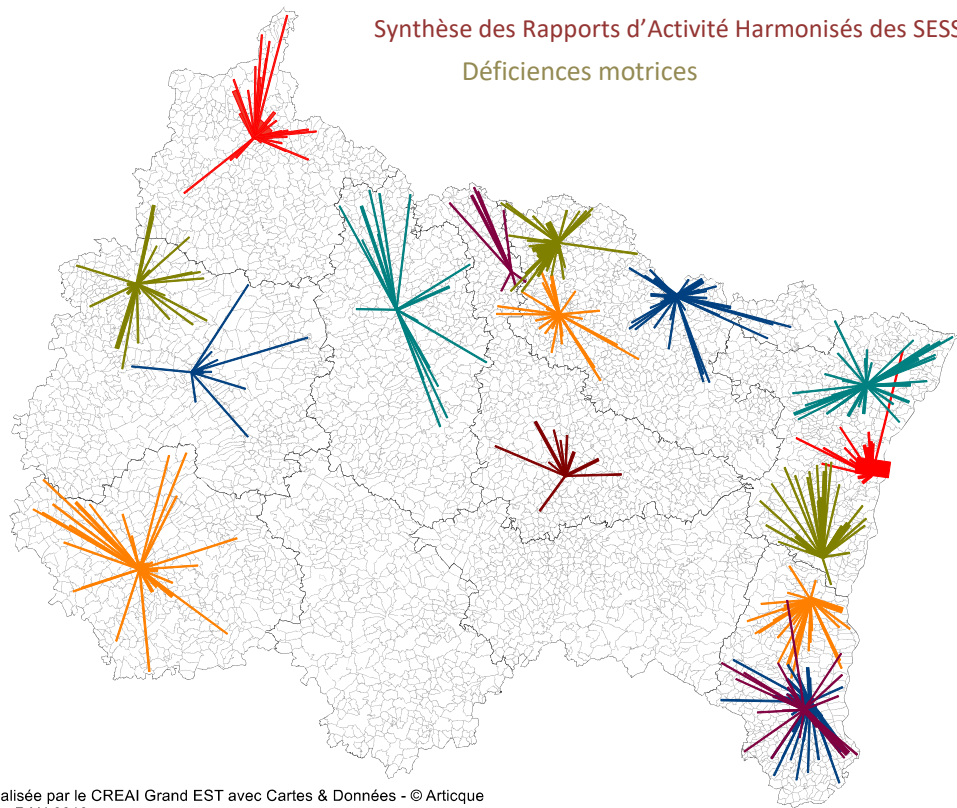 Synthèse des Rapports d'Activité Harmonisés des SESS
Déficiences motrices
alisée par le CREAI Grand EST avec Cartes & Données - © Articque